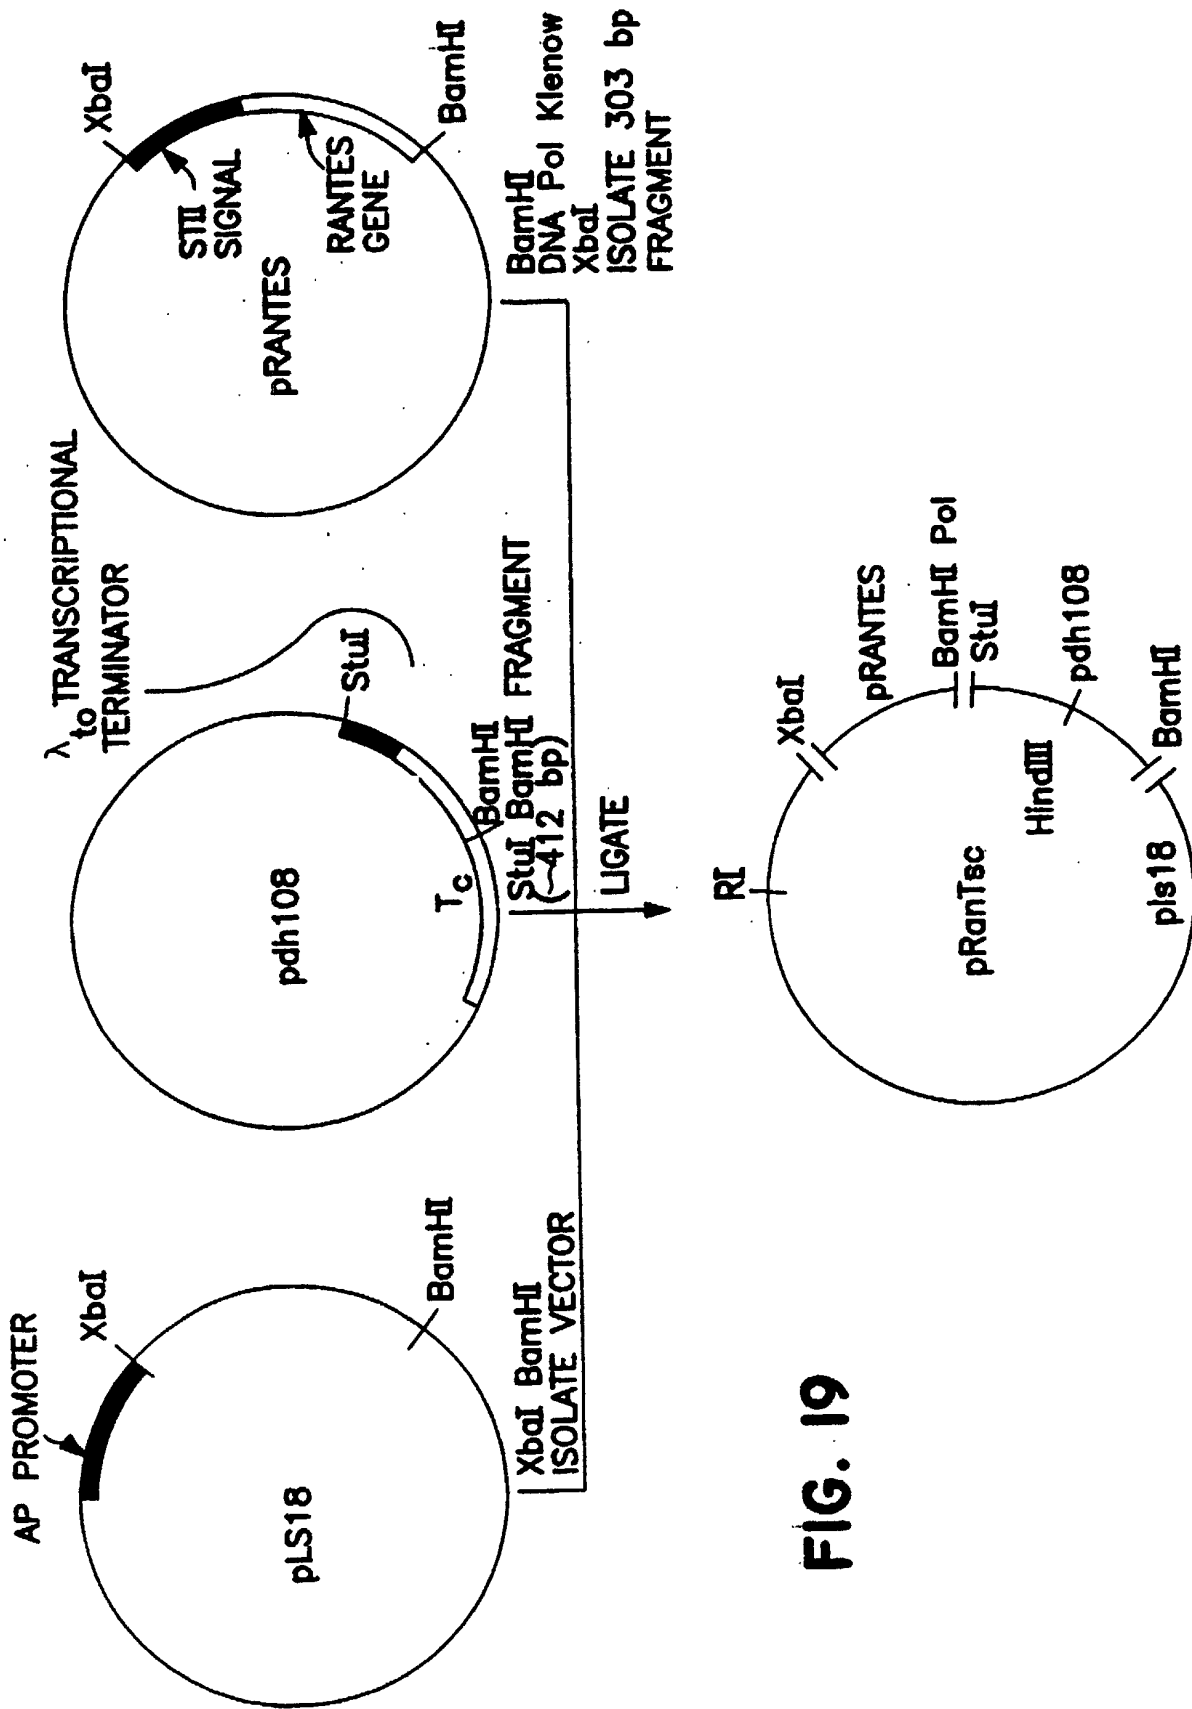 AP PROMOTER
XbaI
pLS18
BamHI
XbaI BamHI
ISOLATE VECTOR
λ
to TRANSCRIPTIONAL
TERMINATOR
StuI
pdh108
Tc
BamHI
StuI BamHI FRAGMENT
(~412 bp)
LIGATE
XbaI
STII
SIGNAL
pRANTES
RANTES
GENE
BamHI
BamHI
DNA Pol Klenow
XbaI
ISOLATE 303 bp
FRAGMENT
RI
XbaI
pRANTES
BamHI Pol
StuI
pRanTsc
HindIII
pdh108
BamHI
pls18
FIG. 19